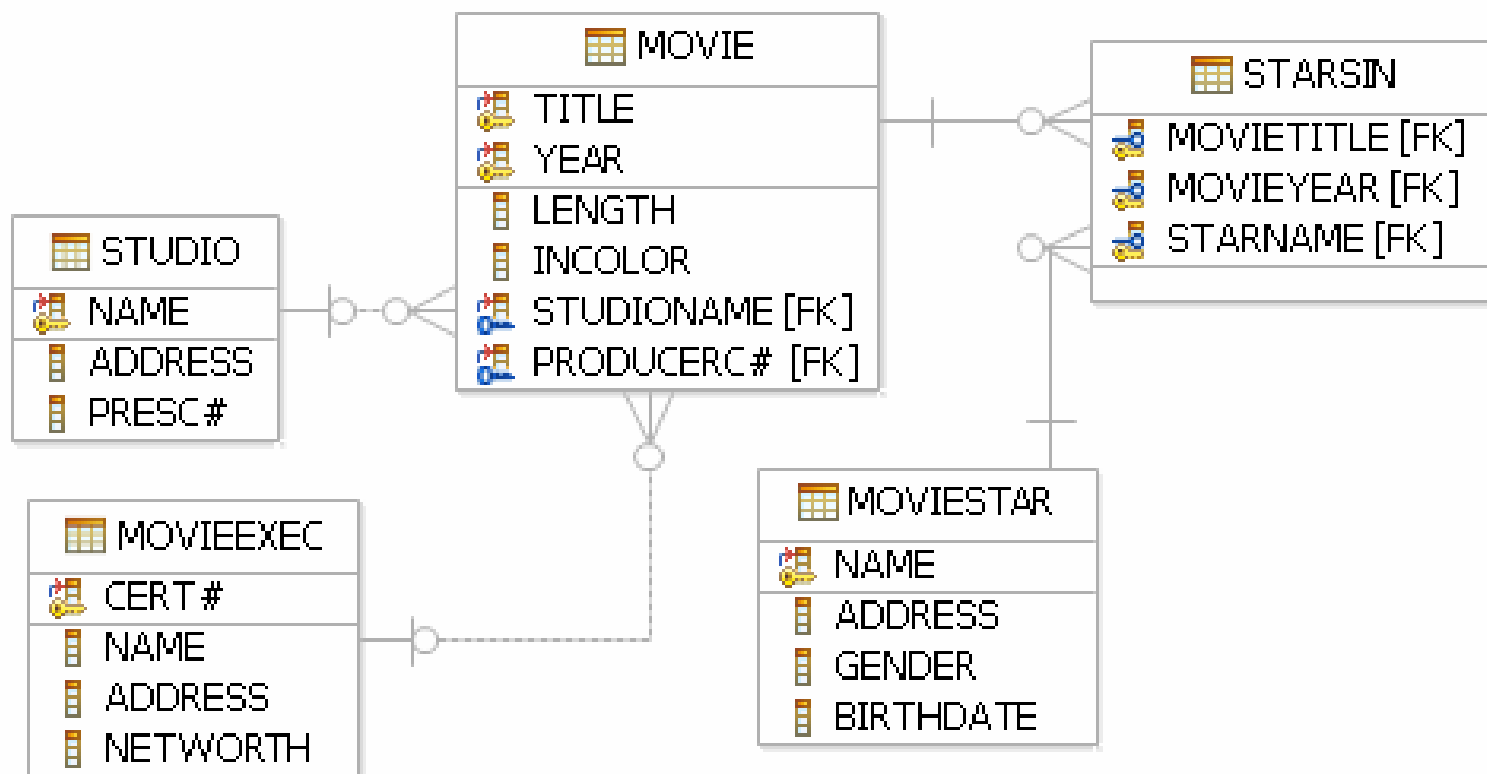 MOVIE
TITLE
YEAR
LENGTH
INCOLOR
STUDIONAME [FK]
PRODUCERC# [FK]
STARSIN
MOVIETITLE [FK]
MOVIEYEAR [FK]
STARNAME [FK]
STUDIO
NAME
ADDRESS
PRESC#
MOVIEEXEC
CERT#
NAME
ADDRESS
NETWORTH
MOVIESTAR
NAME
ADDRESS
GENDER
BIRTHDATE